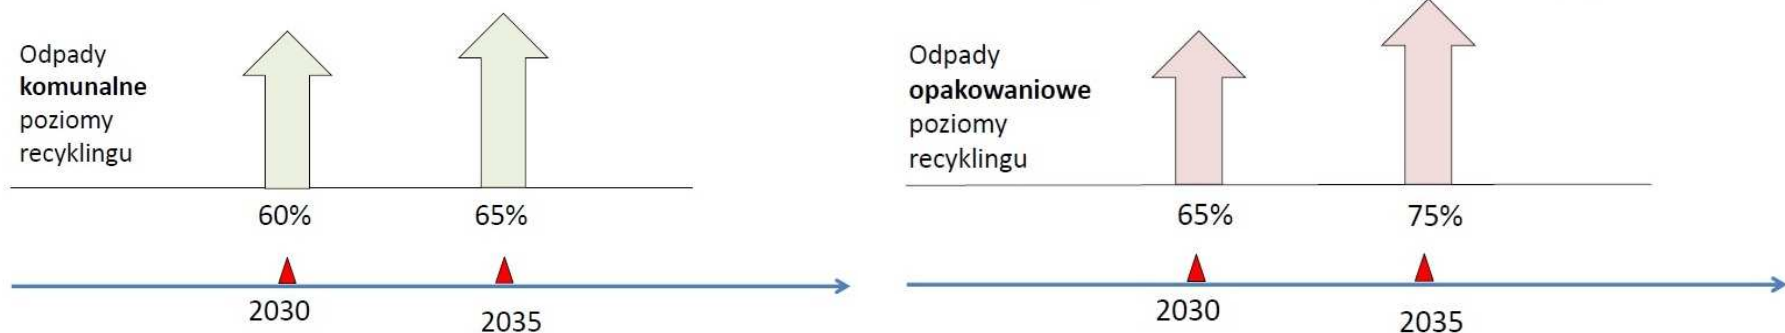 Odpady
komunalne
poziomy
recyklingu
60%
65%
2030
2035
Odpady
opakowaniowe
poziomy
recyklingu
65%
75%
2030
2035